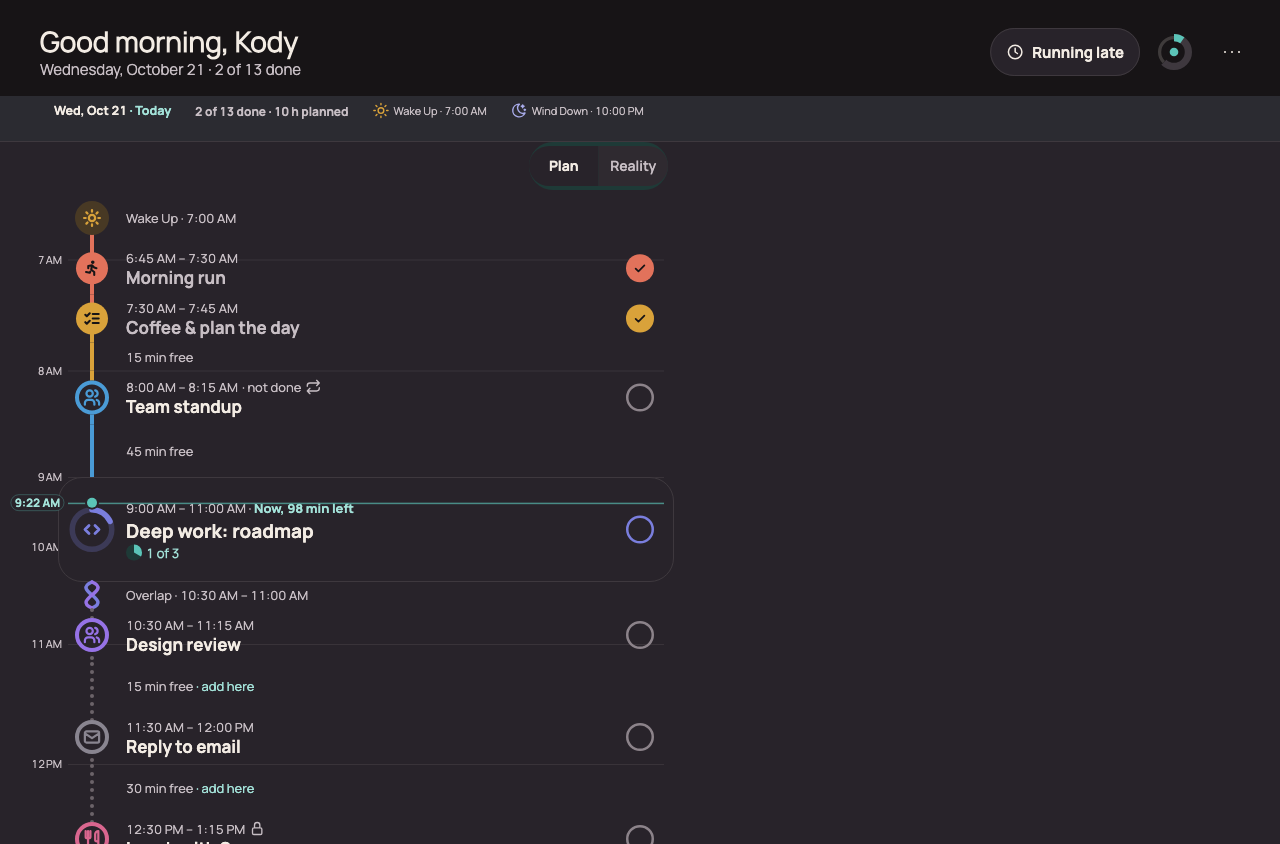 Good morning, Kody
Wednesday, October 21 · 2 of 13 done
Running late
Wed, Oct 21 · Today
2 of 13 done · 10 h planned
Wake Up · 7:00 AM
Wind Down · 10:00 PM
Plan
Reality
Wake Up · 7:00 AM
7 AM
6:45 AM – 7:30 AM
Morning run
7:30 AM – 7:45 AM
Coffee & plan the day
15 min free
8 AM
8:00 AM – 8:15 AM · not done
Team standup
45 min free
9 AM
9:22 AM
9:00 AM – 11:00 AM · Now, 98 min left
Deep work: roadmap
10 AM
1 of 3
Overlap · 10:30 AM – 11:00 AM
10:30 AM – 11:15 AM
11 AM
Design review
15 min free · add here
11:30 AM – 12:00 PM
Reply to email
12 PM
30 min free · add here
12:30 PM – 1:15 PM